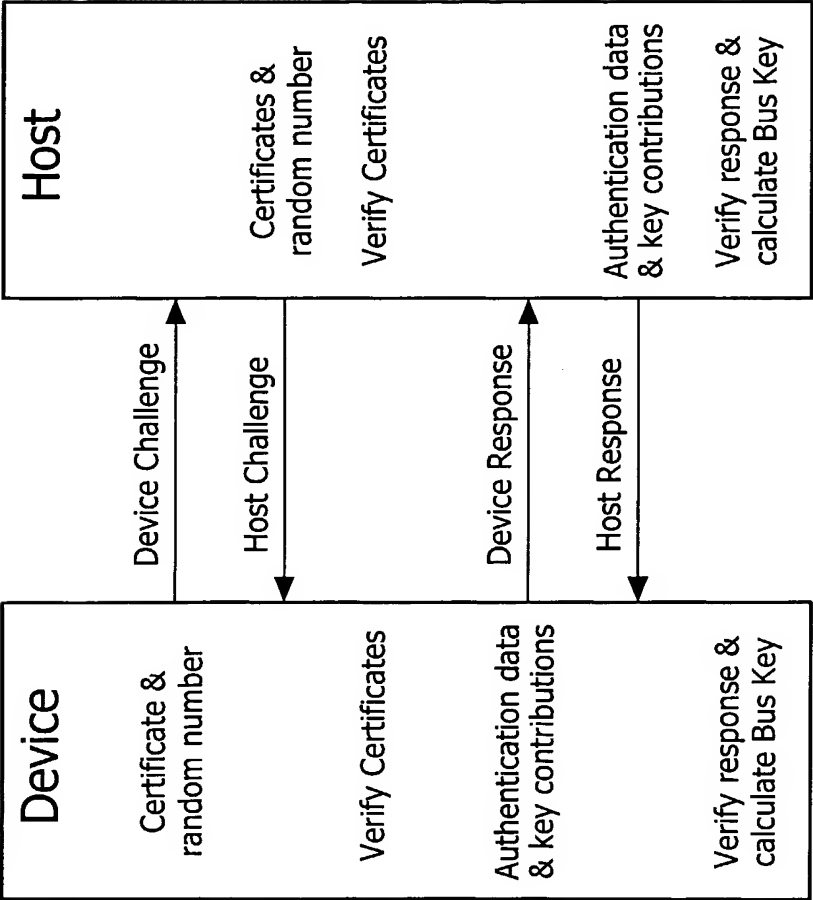 Device
Host
Certificate &
random number
Device Challenge
Certificates &
random number
Host Challenge
Verify Certificates
Verify Certificates
Authentication data
& key contributions
Device Response
Authentication data
& key contributions
Host Response
Verify response &
calculate Bus Key
Verify response &
calculate Bus Key